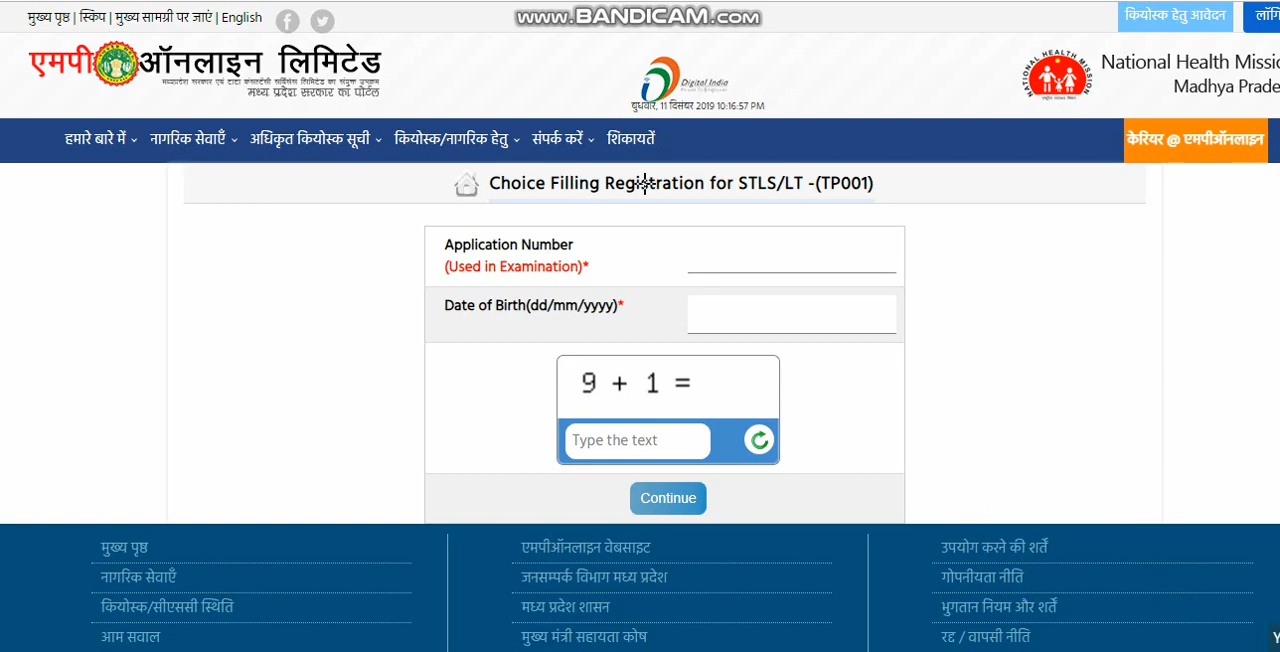 मुख्य पृष्ठ | स्किप | मुख्य सामग्री पर जाएं | English
www.BANDICAM.com
कियोस्क हेतु आवेदन
एमपी ऑनलाइन लिमिटेड
मध्य प्रदेश सरकार का पोर्टल
Digital India
बुधवार, 11 दिसंबर 2019 10:16:57 PM
NATIONAL HEALTH MISSION
National Health Missio
Madhya Prade
हमारे बारे में नागरिक सेवाएँ अधिकृत कियोस्क सूची कियोस्क/नागरिक हेतु संपर्क करें शिकायतें
केरियर @ एमपीऑनलाइन
Choice Filling Registration for STLS/LT -(TP001)
Application Number
(Used in Examination)*
Date of Birth(dd/mm/yyyy)*
9 + 1 =
Type the text
Continue
मुख्य पृष्ठ
नागरिक सेवाएँ
कियोस्क/सीएससी स्थिति
आम सवाल
एमपीऑनलाइन वेबसाइट
जनसम्पर्क विभाग मध्य प्रदेश
मध्य प्रदेश शासन
मुख्य मंत्री सहायता कोष
उपयोग करने की शर्तें
गोपनीयता नीति
भुगतान नियम और शर्तें
रद्द / वापसी नीति